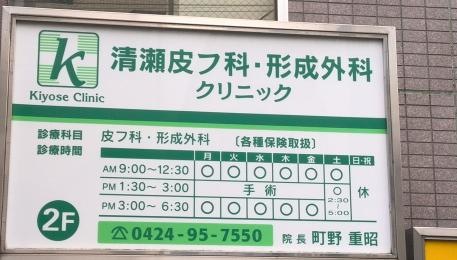 k
Kiyose Clinic
清瀬皮フ科・形成外科
クリニック
診療科目 皮フ科・形成外科 〔各種保険取扱〕
診療時間 月 火 水 木 金 土 日・祝
AM 9:00〜12:30 ○ ○ ○ ○ ○ ○ 休
PM 1:30〜 3:00 手術 ○ 2:30〜5:00
PM 3:00〜 6:30 ○ ○ ○ ○ ○
2F
☎0424-95-7550 院長 町野 重昭